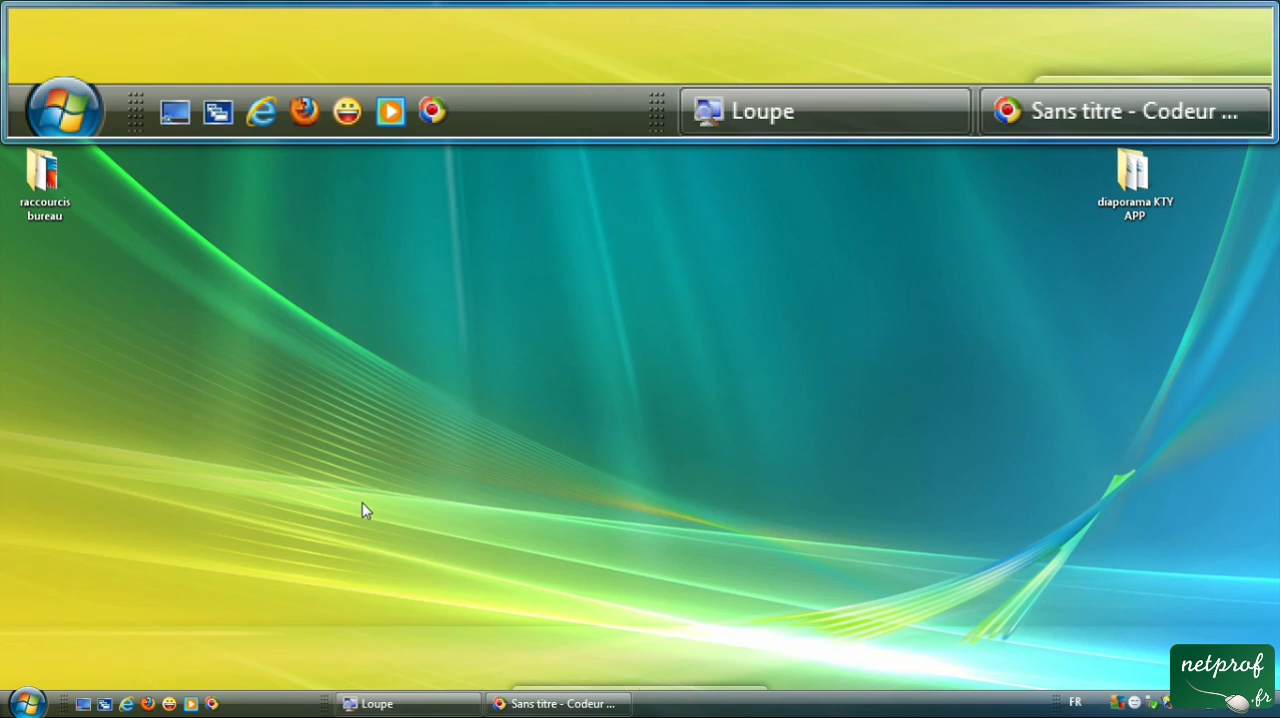 Loupe
Sans titre - Codeur ...
raccourcis
bureau
diaporama KTY
APP
Loupe
Sans titre - Codeur ...
FR
netprof
.fr